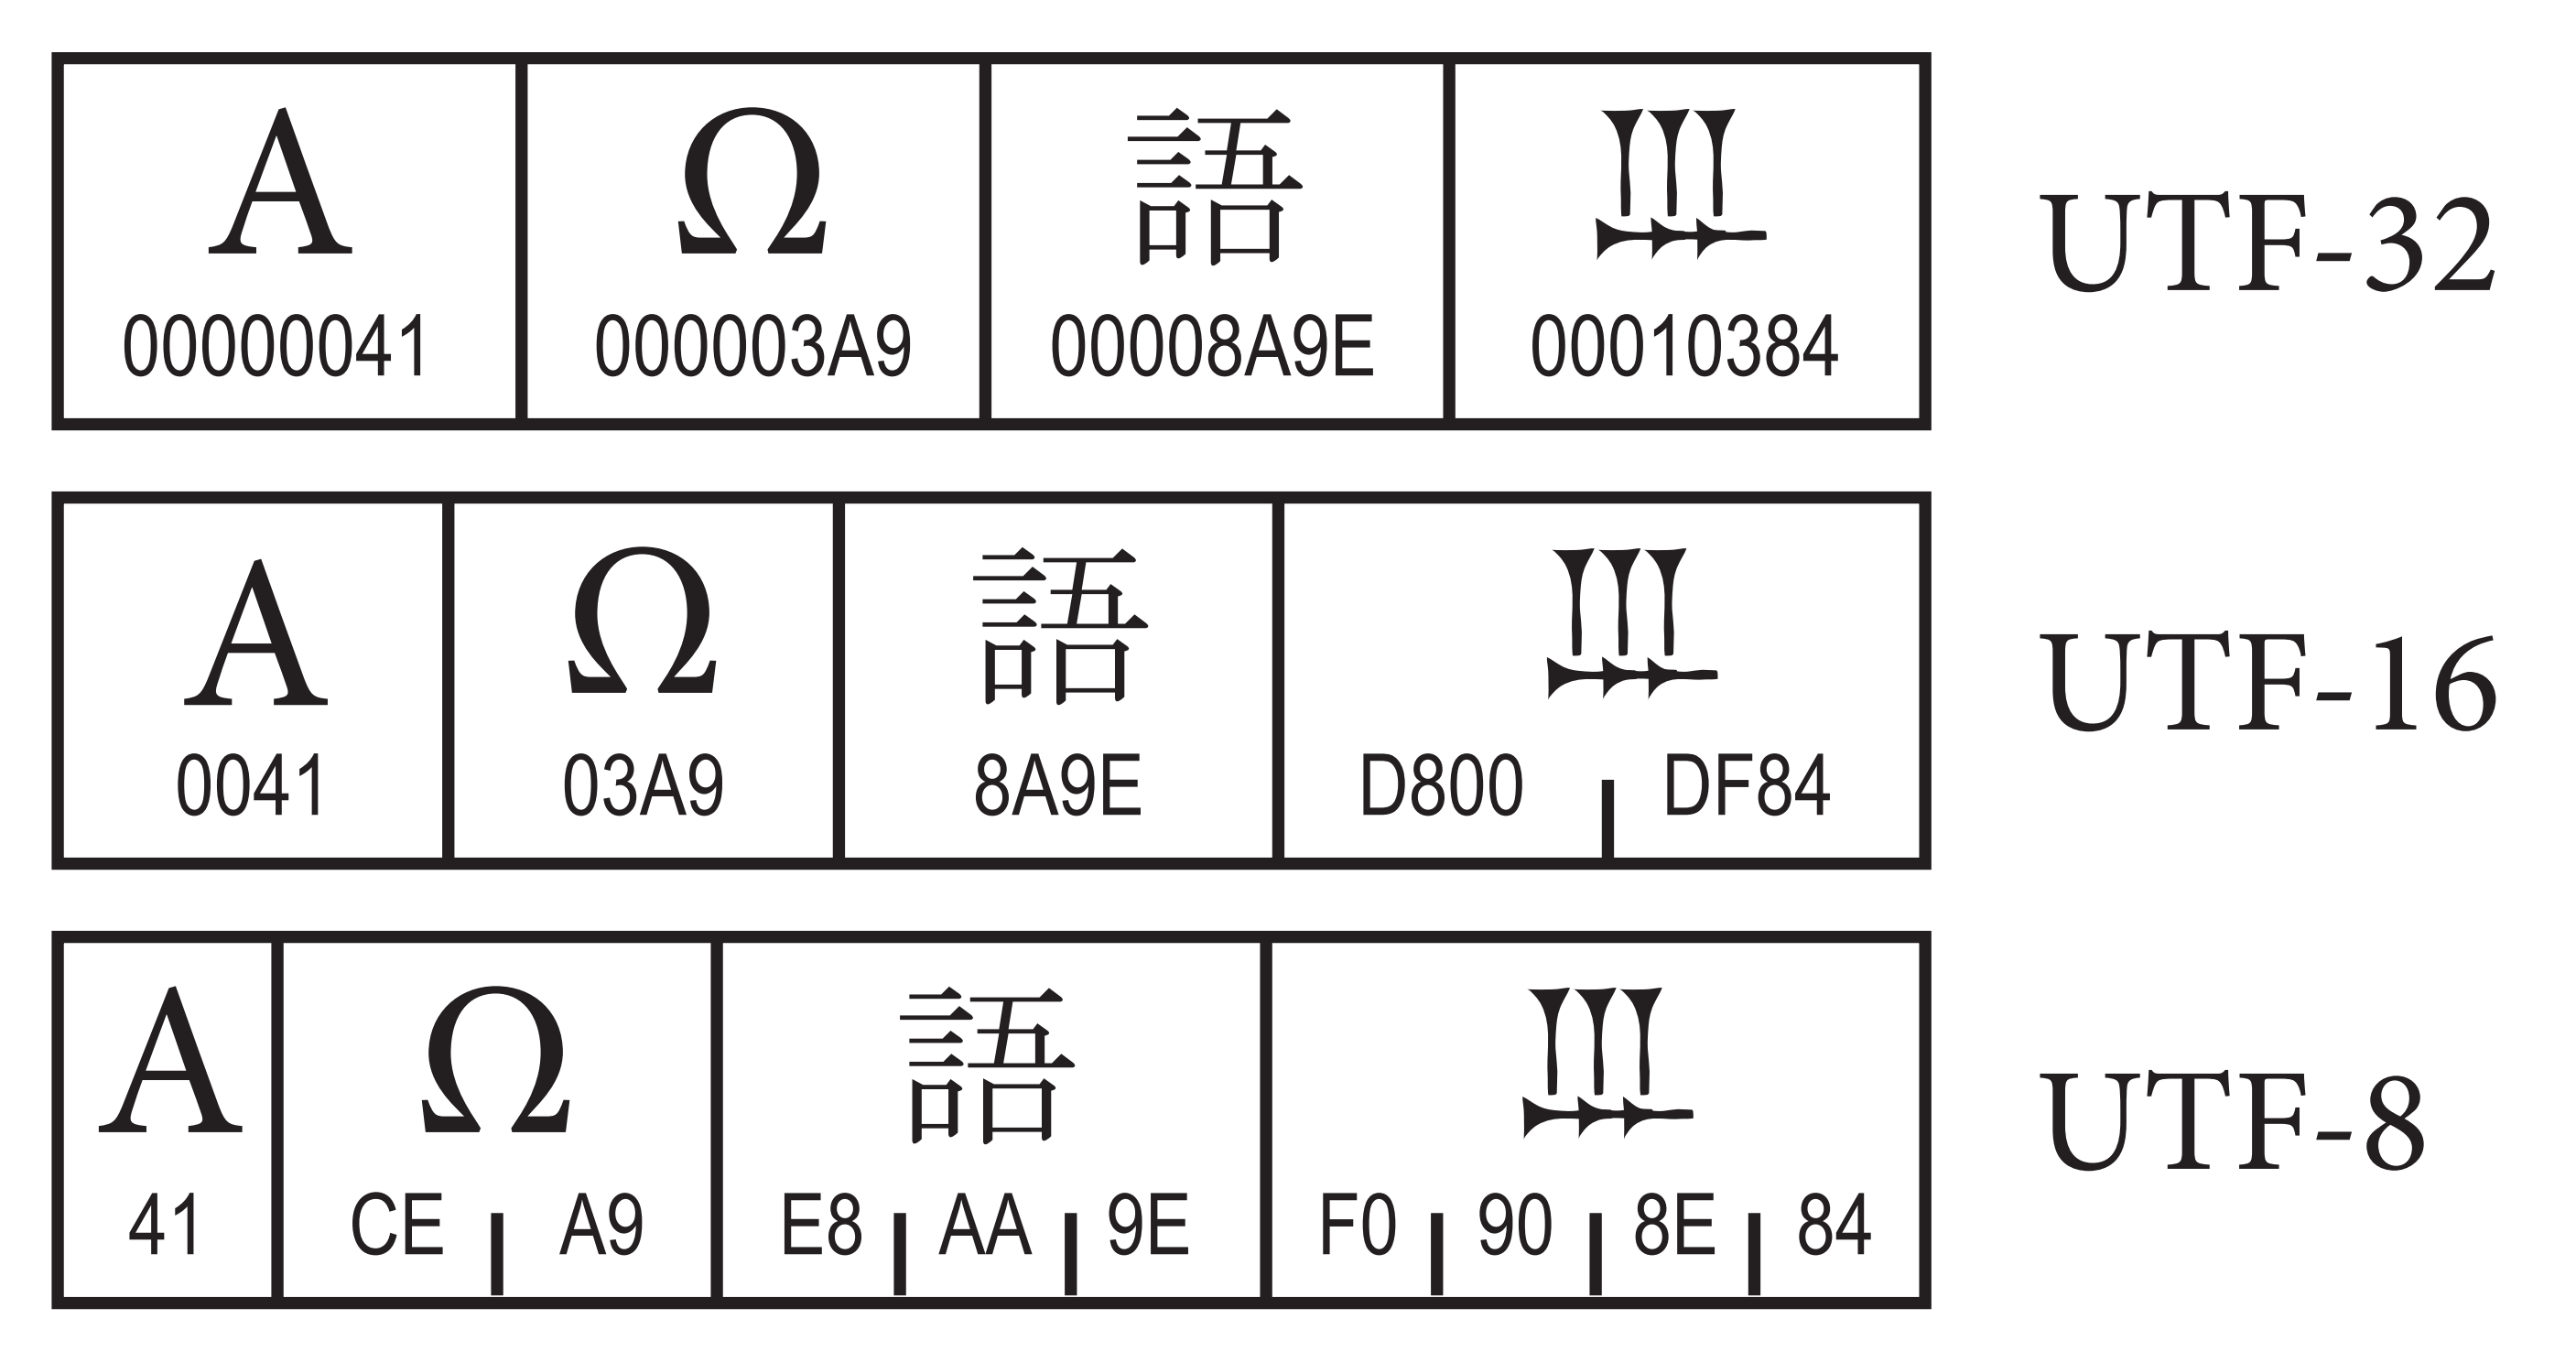 A Ω 語 𐎄
00000041 000003A9 00008A9E 00010384
UTF-32
A Ω 語 𐎄
0041 03A9 8A9E D800 DF84
UTF-16
A Ω 語 𐎄
41 CE A9 E8 AA 9E F0 90 8E 84
UTF-8